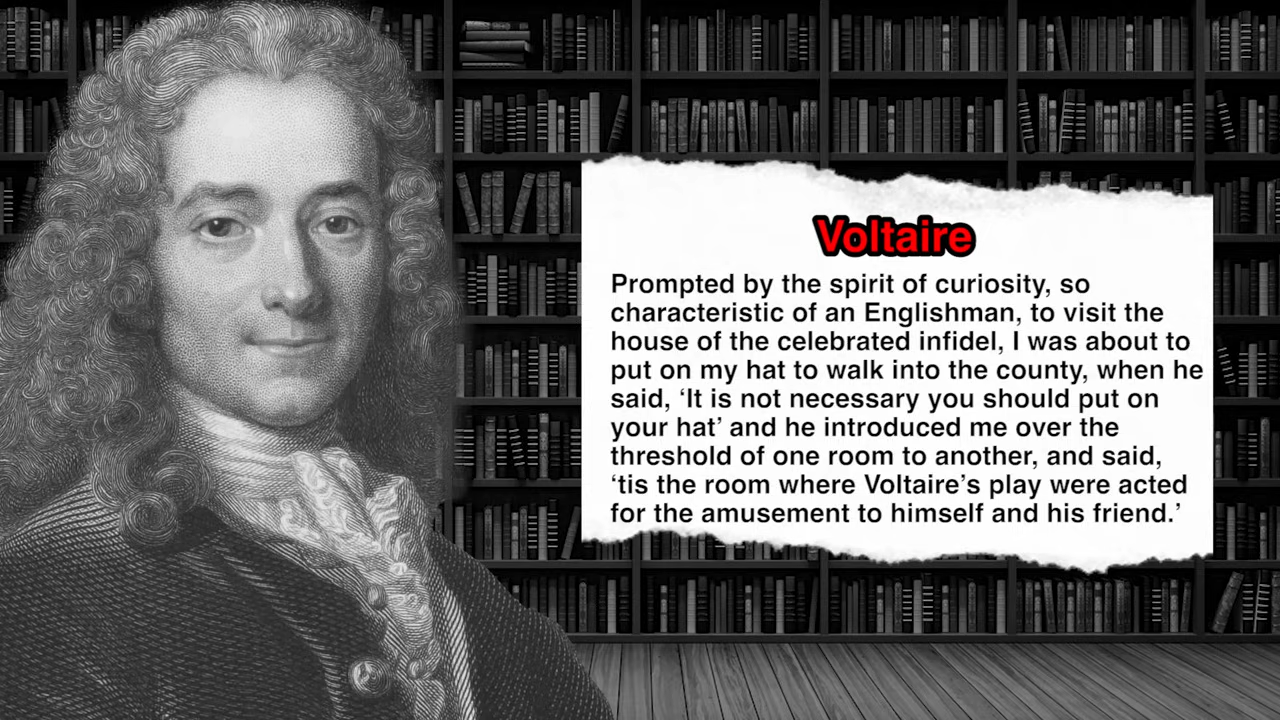 Voltaire
Prompted by the spirit of curiosity, so
characteristic of an Englishman, to visit the
house of the celebrated infidel, I was about to
put on my hat to walk into the county, when he
said, ‘It is not necessary you should put on
your hat’ and he introduced me over the
threshold of one room to another, and said,
‘tis the room where Voltaire’s play were acted
for the amusement to himself and his friend.’